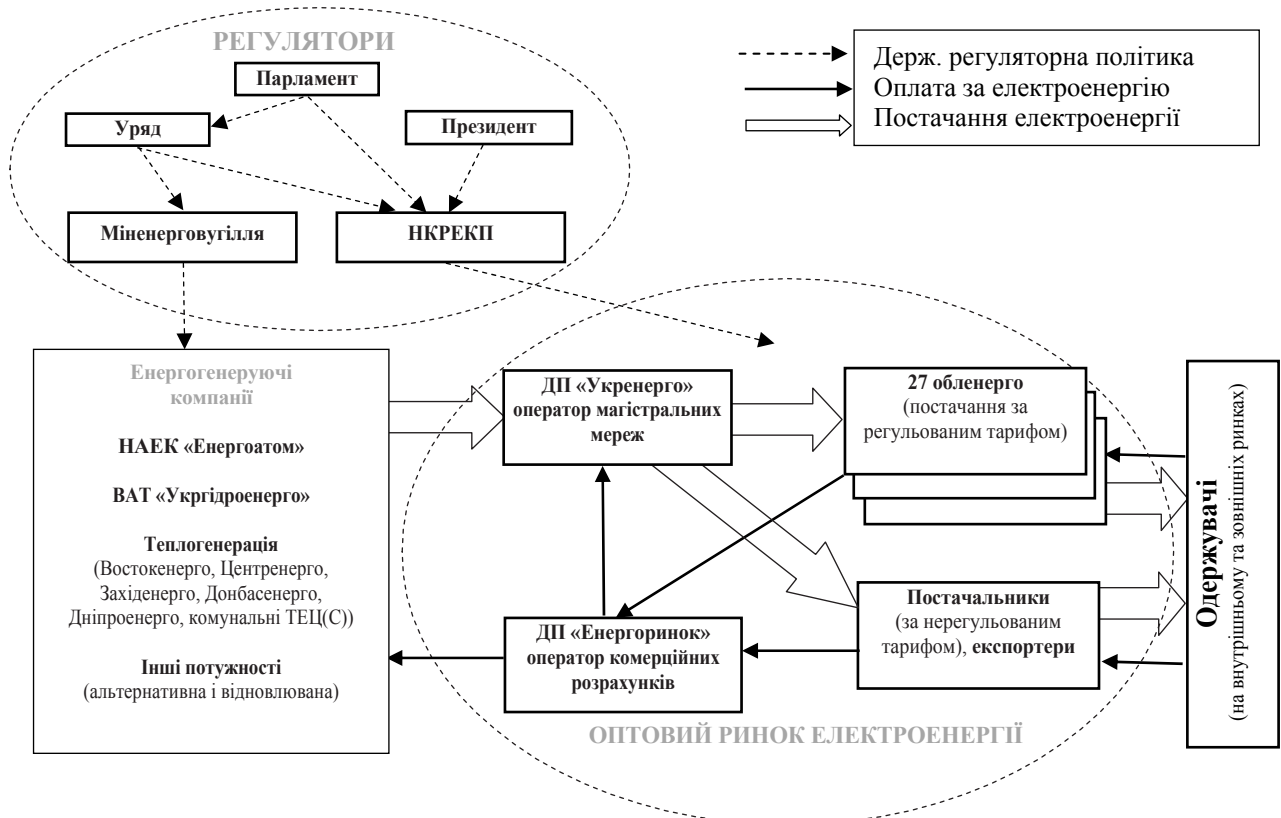 РЕГУЛЯТОРИ
Парламент
Уряд
Президент
Міненерговугілля
НКРЕКП
Держ. регуляторна політика
Оплата за електроенергію
Постачання електроенергії
Енергогенеруючі
компанії
НАЕК «Енергоатом»
ВАТ «Укргідроенерго»
Теплогенерація
(Востокенерго, Центренерго,
Західенерго, Донбасенерго,
Дніпроенерго, комунальні ТЕЦ(С))
Інші потужності
(альтернативна і відновлювана)
ДП «Укренерго»
оператор магістральних
мереж
27 обленерго
(постачання за
регульованим тарифом)
ДП «Енергоринок»
оператор комерційних
розрахунків
Постачальники
(за нерегульованим
тарифом), експортери
ОПТОВИЙ РИНОК ЕЛЕКТРОЕНЕРГІЇ
Одержувачі
(на внутрішньому та зовнішніх ринках)